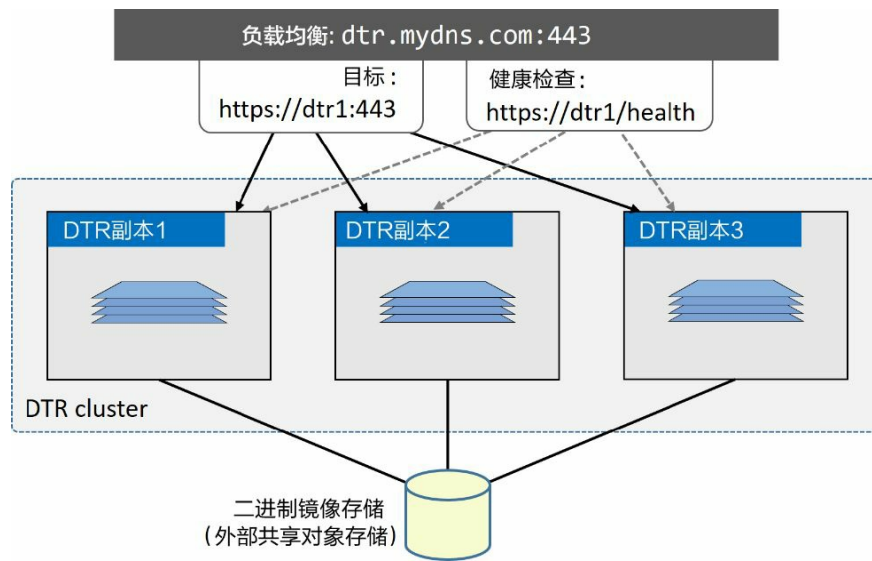 负载均衡: dtr.mydns.com:443
目标：
https://dtr1:443
健康检查：
https://dtr1/health
DTR副本1
DTR副本2
DTR副本3
DTR cluster
二进制镜像存储
(外部共享对象存储)